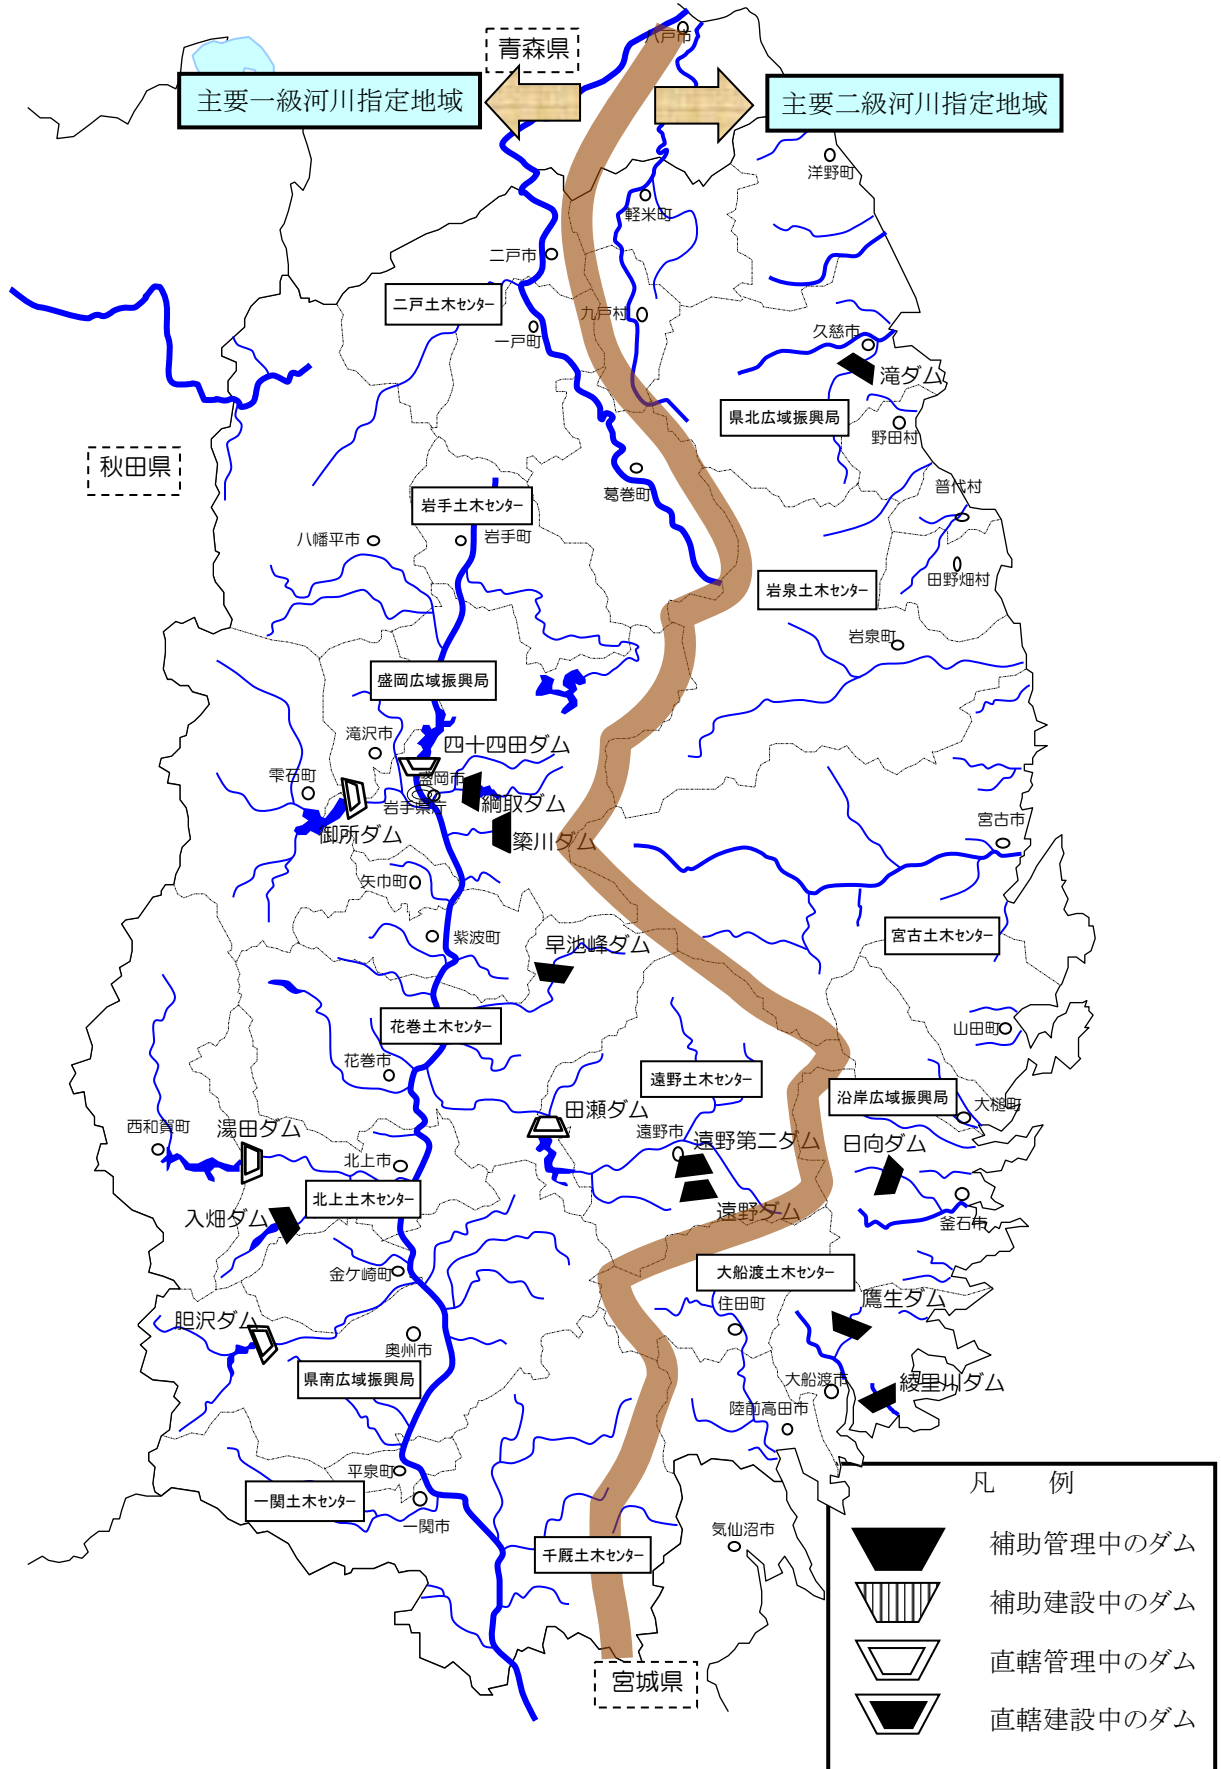 八戸市
青森県
主要一級河川指定地域
主要二級河川指定地域
洋野町
軽米町
二戸市
二戸土木センター
九戸村
一戸町
久慈市
滝ダム
県北広域振興局
野田村
秋田県
葛巻町
普代村
岩手土木センター
岩手町
八幡平市
田野畑村
岩泉土木センター
岩泉町
盛岡広域振興局
滝沢市
四十四田ダム
雫石町
盛岡市
岩手県庁
綱取ダム
御所ダム
簗川ダム
宮古市
矢巾町
紫波町
早池峰ダム
宮古土木センター
花巻土木センター
山田町
花巻市
遠野土木センター
沿岸広域振興局
大槌町
田瀬ダム
西和賀町
湯田ダム
遠野市
遠野第二ダム
日向ダム
北上市
北上土木センター
入畑ダム
遠野ダム
釜石市
金ケ崎町
大船渡土木センター
住田町
鷹生ダム
胆沢ダム
奥州市
県南広域振興局
大船渡市
綾里川ダム
陸前高田市
平泉町
一関土木センター
一関市
気仙沼市
千厩土木センター
宮城県
凡 例
補助管理中のダム
補助建設中のダム
直轄管理中のダム
直轄建設中のダム